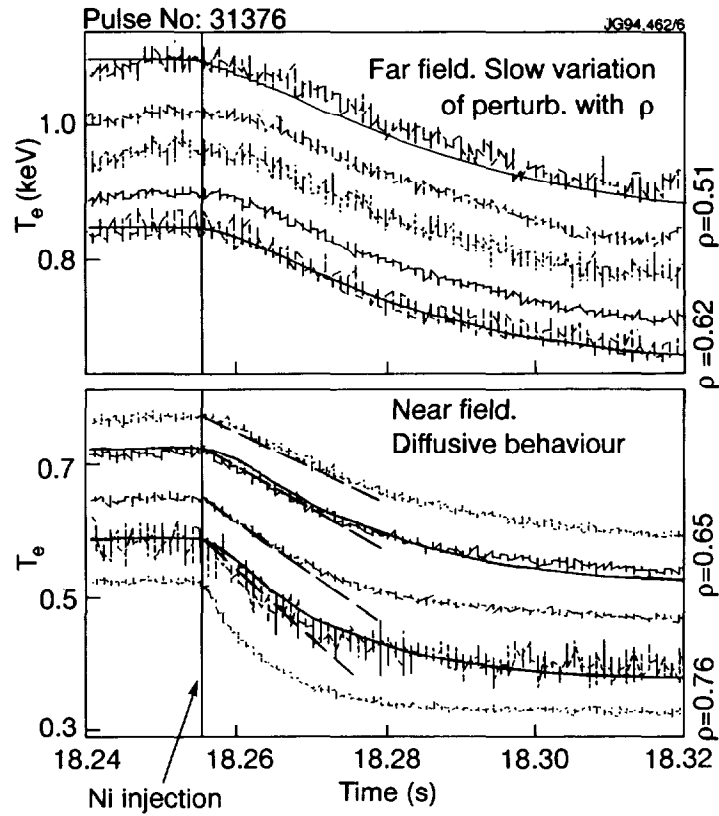 Pulse No: 31376
JG94.462/6
Far field. Slow variation
of perturb. with ρ
1.0
0.8
Te (keV)
ρ=0.51
ρ=0.62
Near field.
Diffusive behaviour
0.7
0.5
0.3
Te
ρ=0.65
ρ=0.76
18.24
18.26
18.28
18.30
18.32
Ni injection
Time (s)